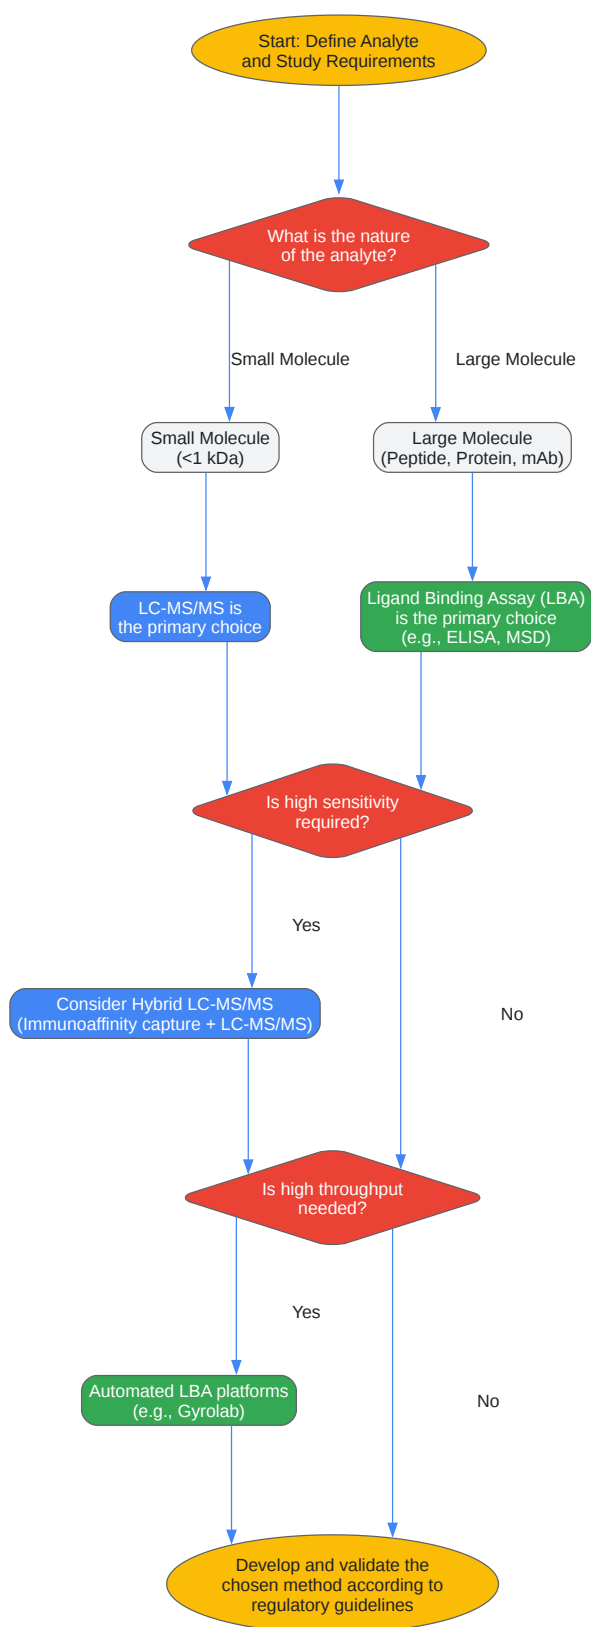 Start: Define Analyte
and Study Requirements
What is the nature
of the analyte?
Small Molecule
Large Molecule
Small Molecule
(<1 kDa)
Large Molecule
(Peptide, Protein, mAb)
LC-MS/MS is
the primary choice
Ligand Binding Assay (LBA)
is the primary choice
(e.g., ELISA, MSD)
Is high sensitivity
required?
Yes
Consider Hybrid LC-MS/MS
(Immunoaffinity capture + LC-MS/MS)
No
Is high throughput
needed?
Yes
Automated LBA platforms
(e.g., Gyrolab)
No
Develop and validate the
chosen method according to
regulatory guidelines